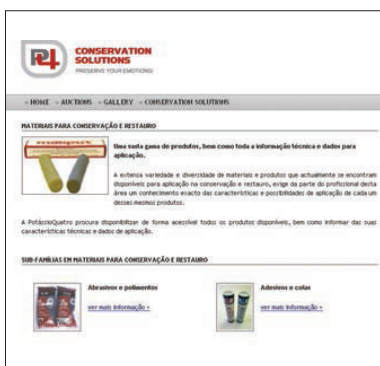 P4
CONSERVATION
SOLUTIONS
PRESERVE YOUR EMOTIONS!
HOME
AUCTIONS
GALLERY
CONSERVATION SOLUTIONS
MATERIAIS PARA CONSERVAÇÃO E RESTAURO
Uma vasta gama de produtos, bem como toda a informação técnica e dados para
aplicação.
A extensa variedade e diversidade de materiais e produtos que actualmente se encontram
disponíveis para aplicação na conservação e restauro, exige da parte do profissional desta
área um conhecimento exacto das características e possibilidades de aplicação de cada um
desses mesmos produtos.
A PotássioQuatro procura disponibilizar de forma acessível todos os produtos disponíveis, bem como informar das suas
características técnicas e dados de aplicação.
SUB-FAMÍLIAS EM MATERIAIS PARA CONSERVAÇÃO E RESTAURO
Abrasivos e polimentos
ver mais informação
Adesivos e colas
ver mais informação